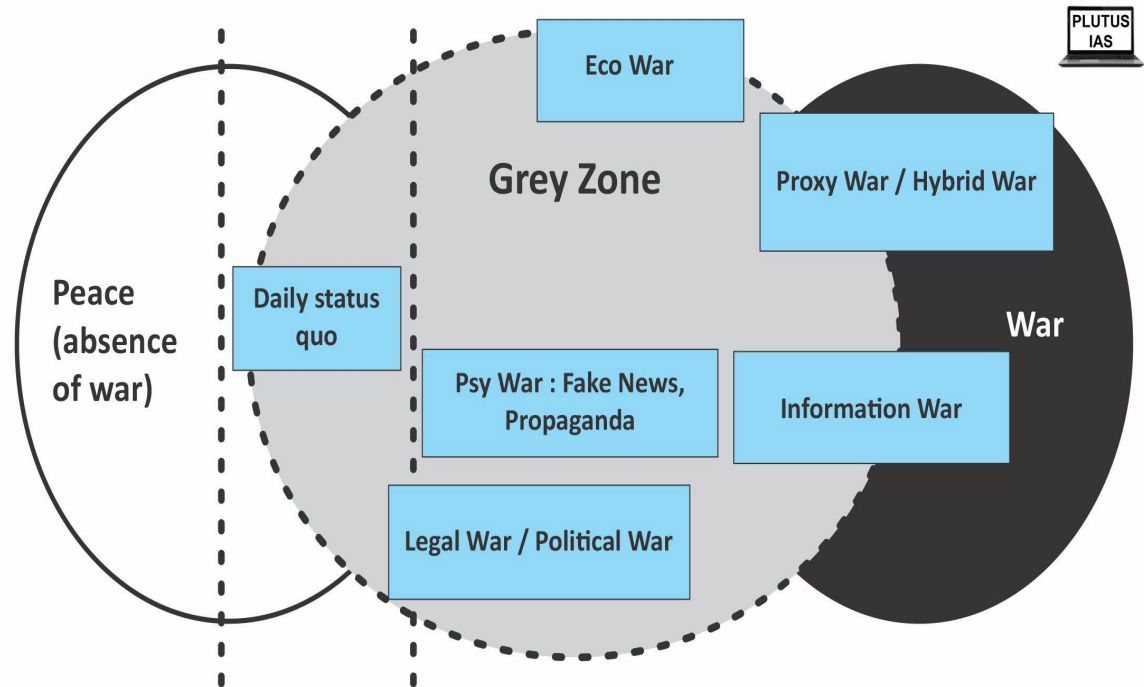 PLUTUS
IAS
Eco War
Grey Zone
Proxy War / Hybrid War
Peace
(absence
of war)
Daily status
quo
War
Psy War : Fake News,
Propaganda
Information War
Legal War / Political War